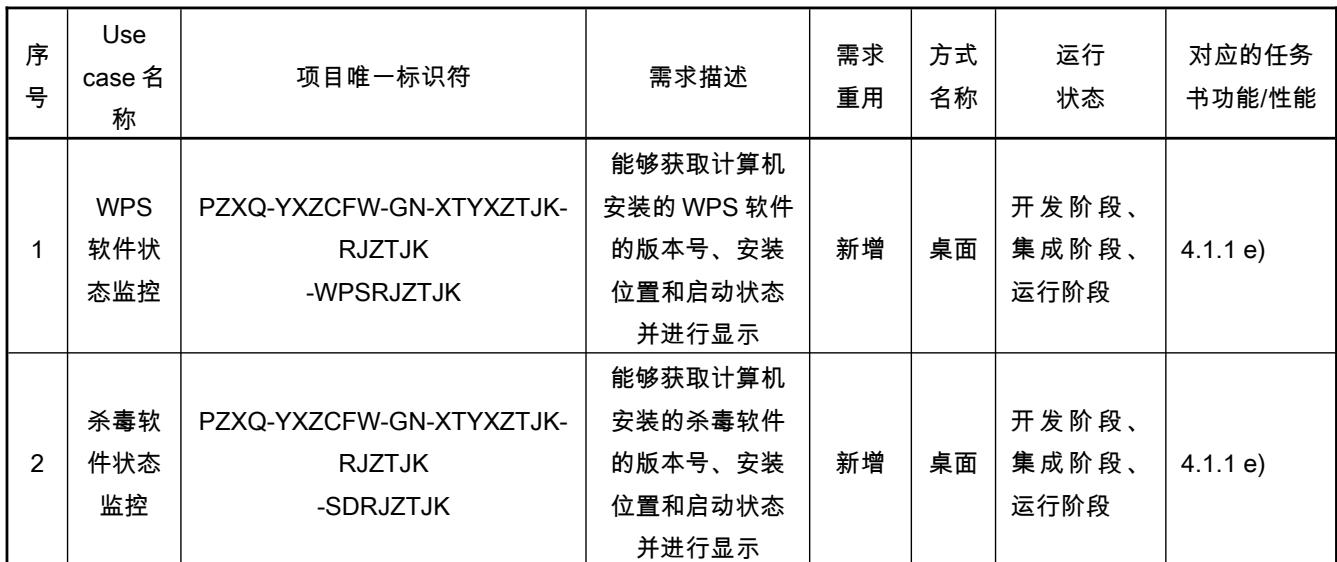 序号
Use case 名称
项目唯一标识符
需求描述
需求重用
方式名称
运行状态
对应的任务书功能/性能
1
WPS
软件状
态监控
PZXQ-YXZCFW-GN-XTYXZTJK-
RJZTJK
-WPSRJZTJK
能够获取计算机
安装的 WPS 软件
的版本号、安装
位置和启动状态
并进行显示
新增
桌面
开发阶段、
集成阶段、
运行阶段
4.1.1 e)
2
杀毒软
件状态
监控
PZXQ-YXZCFW-GN-XTYXZTJK-
RJZTJK
-SDRJZTJK
能够获取计算机
安装的杀毒软件
的版本号、安装
位置和启动状态
并进行显示
新增
桌面
开发阶段、
集成阶段、
运行阶段
4.1.1 e)